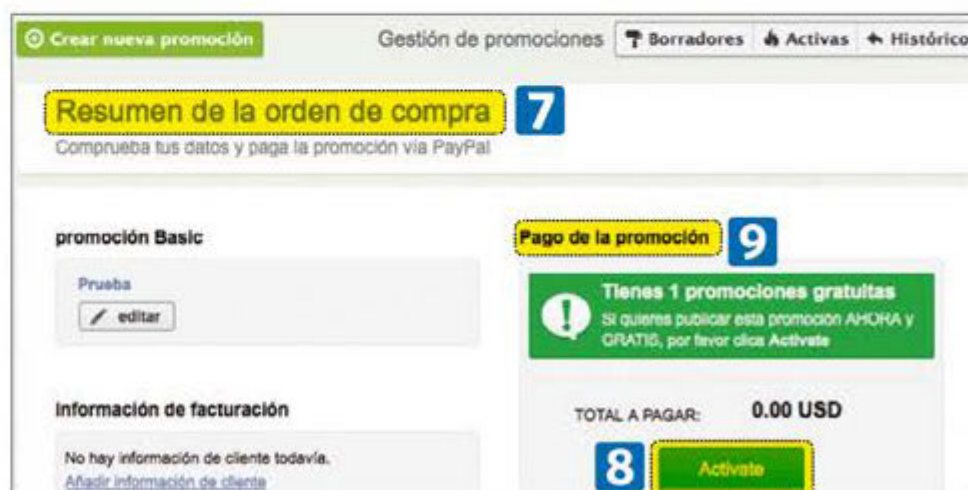 Crear nueva promoción
Gestión de promociones
Borradores
Activas
Histórico
Resumen de la orden de compra
7
Comprueba tus datos y paga la promoción vía PayPal
promoción Basic
Prueba
editar
Información de facturación
No hay información de cliente todavía.
Añadir información de cliente
Pago de la promoción
9
Tienes 1 promociones gratuitas
Si quieres publicar esta promoción AHORA y
GRATIS, por favor clica Activate
TOTAL A PAGAR: 0.00 USD
8
Activate